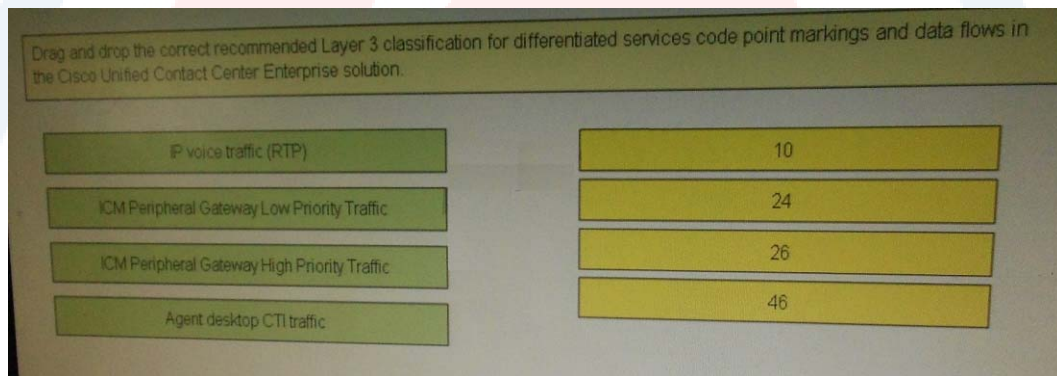 Drag and drop the correct recommended Layer 3 classification for differentiated services code point markings and data flows in
the Cisco Unified Contact Center Enterprise solution.
IP voice traffic (RTP)
ICM Peripheral Gateway Low Priority Traffic
ICM Peripheral Gateway High Priority Traffic
Agent desktop CTI traffic
10
24
26
46